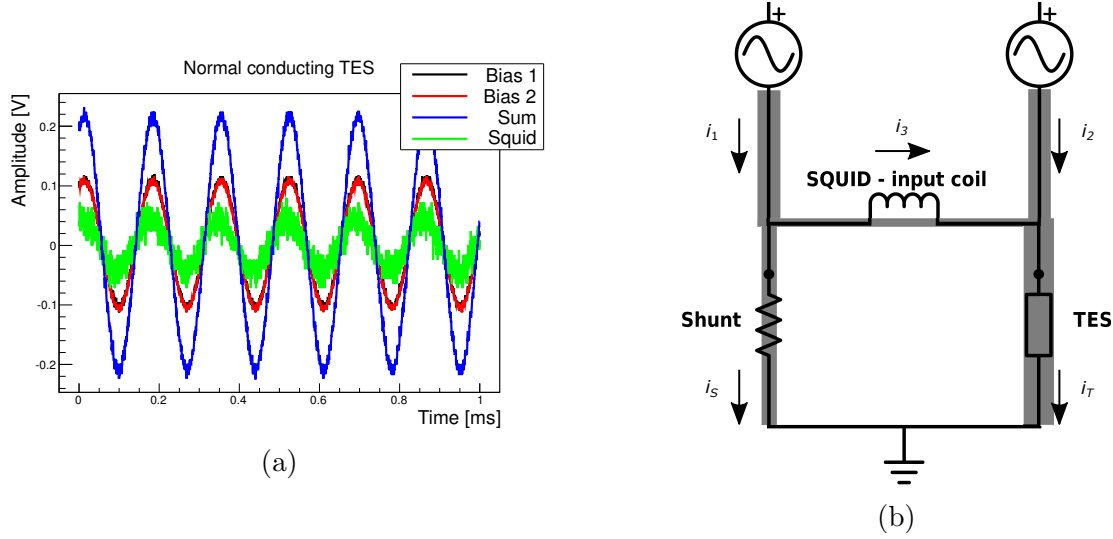 Normal conducting TES
Bias 1
Bias 2
Sum
Squid
Amplitude [V]
0.2
0.1
0
-0.1
-0.2
0 0.2 0.4 0.6 0.8 1
Time [ms]
(a)
+ +
i1 i3 i2
SQUID - input coil
Shunt TES
iS iT
(b)